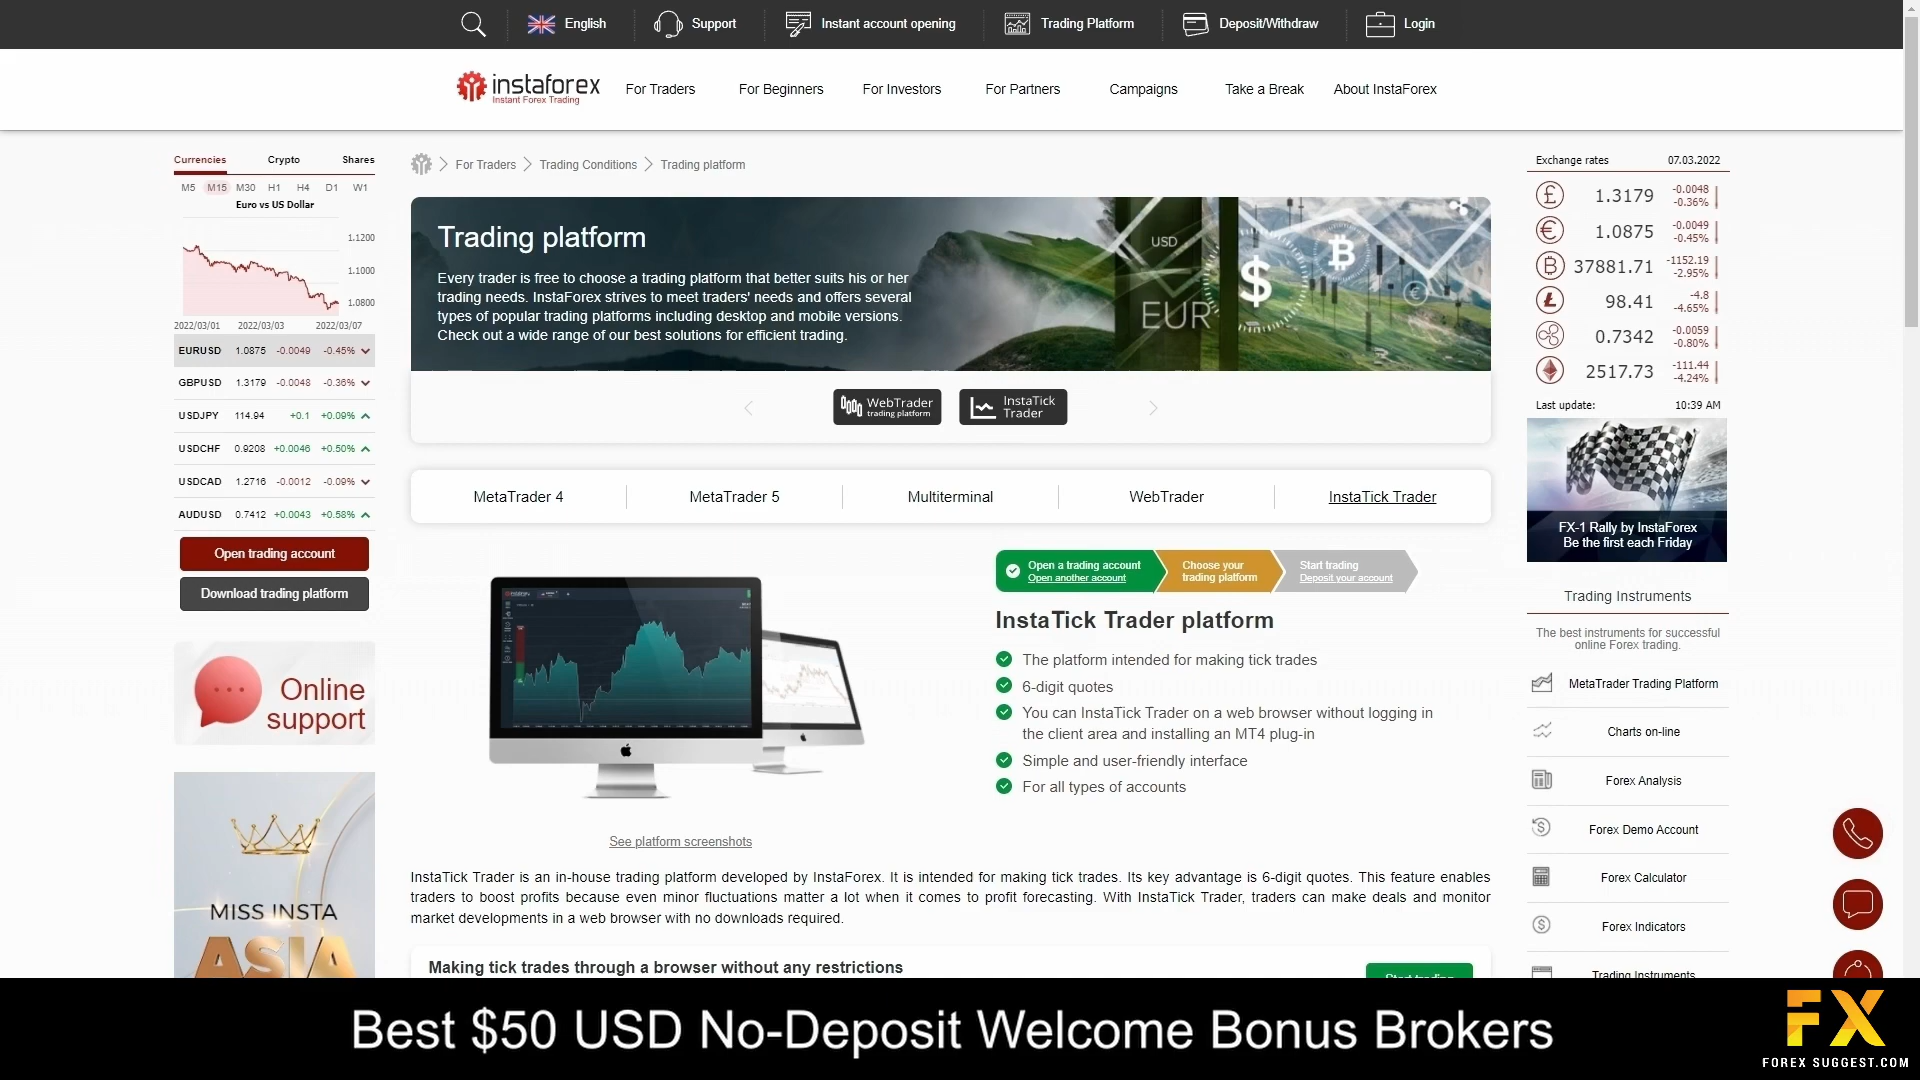 English
Support
Instant account opening
Trading Platform
Deposit/Withdraw
Login
instaforex
Instant Forex Trading
For Traders
For Beginners
For Investors
For Partners
Campaigns
Take a Break
About InstaForex
Currencies Crypto Shares
M5 M15 M30 H1 H4 D1 W1
Euro vs US Dollar
1.1200
1.1000
1.0800
2022/03/01 2022/03/03 2022/03/07
EURUSD 1.0875 -0.0049 -0.45%
GBPUSD 1.3179 -0.0048 -0.36%
USDJPY 114.94 +0.1 +0.09%
USDCHF 0.9208 +0.0046 +0.50%
USDCAD 1.2716 -0.0012 -0.09%
AUDUSD 0.7412 +0.0043 +0.58%
Open trading account
Download trading platform
Online
support
MISS INSTA
ASIA
For Traders
Trading Conditions
Trading platform
Trading platform
Every trader is free to choose a trading platform that better suits his or her
trading needs. InstaForex strives to meet traders' needs and offers several
types of popular trading platforms including desktop and mobile versions.
Check out a wide range of our best solutions for efficient trading.
USD
EUR
WebTrader
trading platform
InstaTick
Trader
MetaTrader 4
MetaTrader 5
Multiterminal
WebTrader
InstaTick Trader
See platform screenshots
Open a trading account
Open another account
Choose your
trading platform
Start trading
Deposit your account
InstaTick Trader platform
The platform intended for making tick trades
6-digit quotes
You can InstaTick Trader on a web browser without logging in
the client area and installing an MT4 plug-in
Simple and user-friendly interface
For all types of accounts
InstaTick Trader is an in-house trading platform developed by InstaForex. It is intended for making tick trades. Its key advantage is 6-digit quotes. This feature enables
traders to boost profits because even minor fluctuations matter a lot when it comes to profit forecasting. With InstaTick Trader, traders can make deals and monitor
market developments in a web browser with no downloads required.
Making tick trades through a browser without any restrictions
Start trading
Exchange rates 07.03.2022
1.3179 -0.0048
-0.36%
1.0875 -0.0049
-0.45%
37881.71 -1152.19
-2.95%
98.41 -4.8
-4.65%
0.7342 -0.0059
-0.80%
2517.73 -111.44
-4.24%
Last update: 10:39 AM
FX-1 Rally by InstaForex
Be the first each Friday
Trading Instruments
The best instruments for successful
online Forex trading.
MetaTrader Trading Platform
Charts on-line
Forex Analysis
Forex Demo Account
Forex Calculator
Forex Indicators
Trading Instruments
Best $50 USD No-Deposit Welcome Bonus Brokers
FX
FOREX SUGGEST.COM